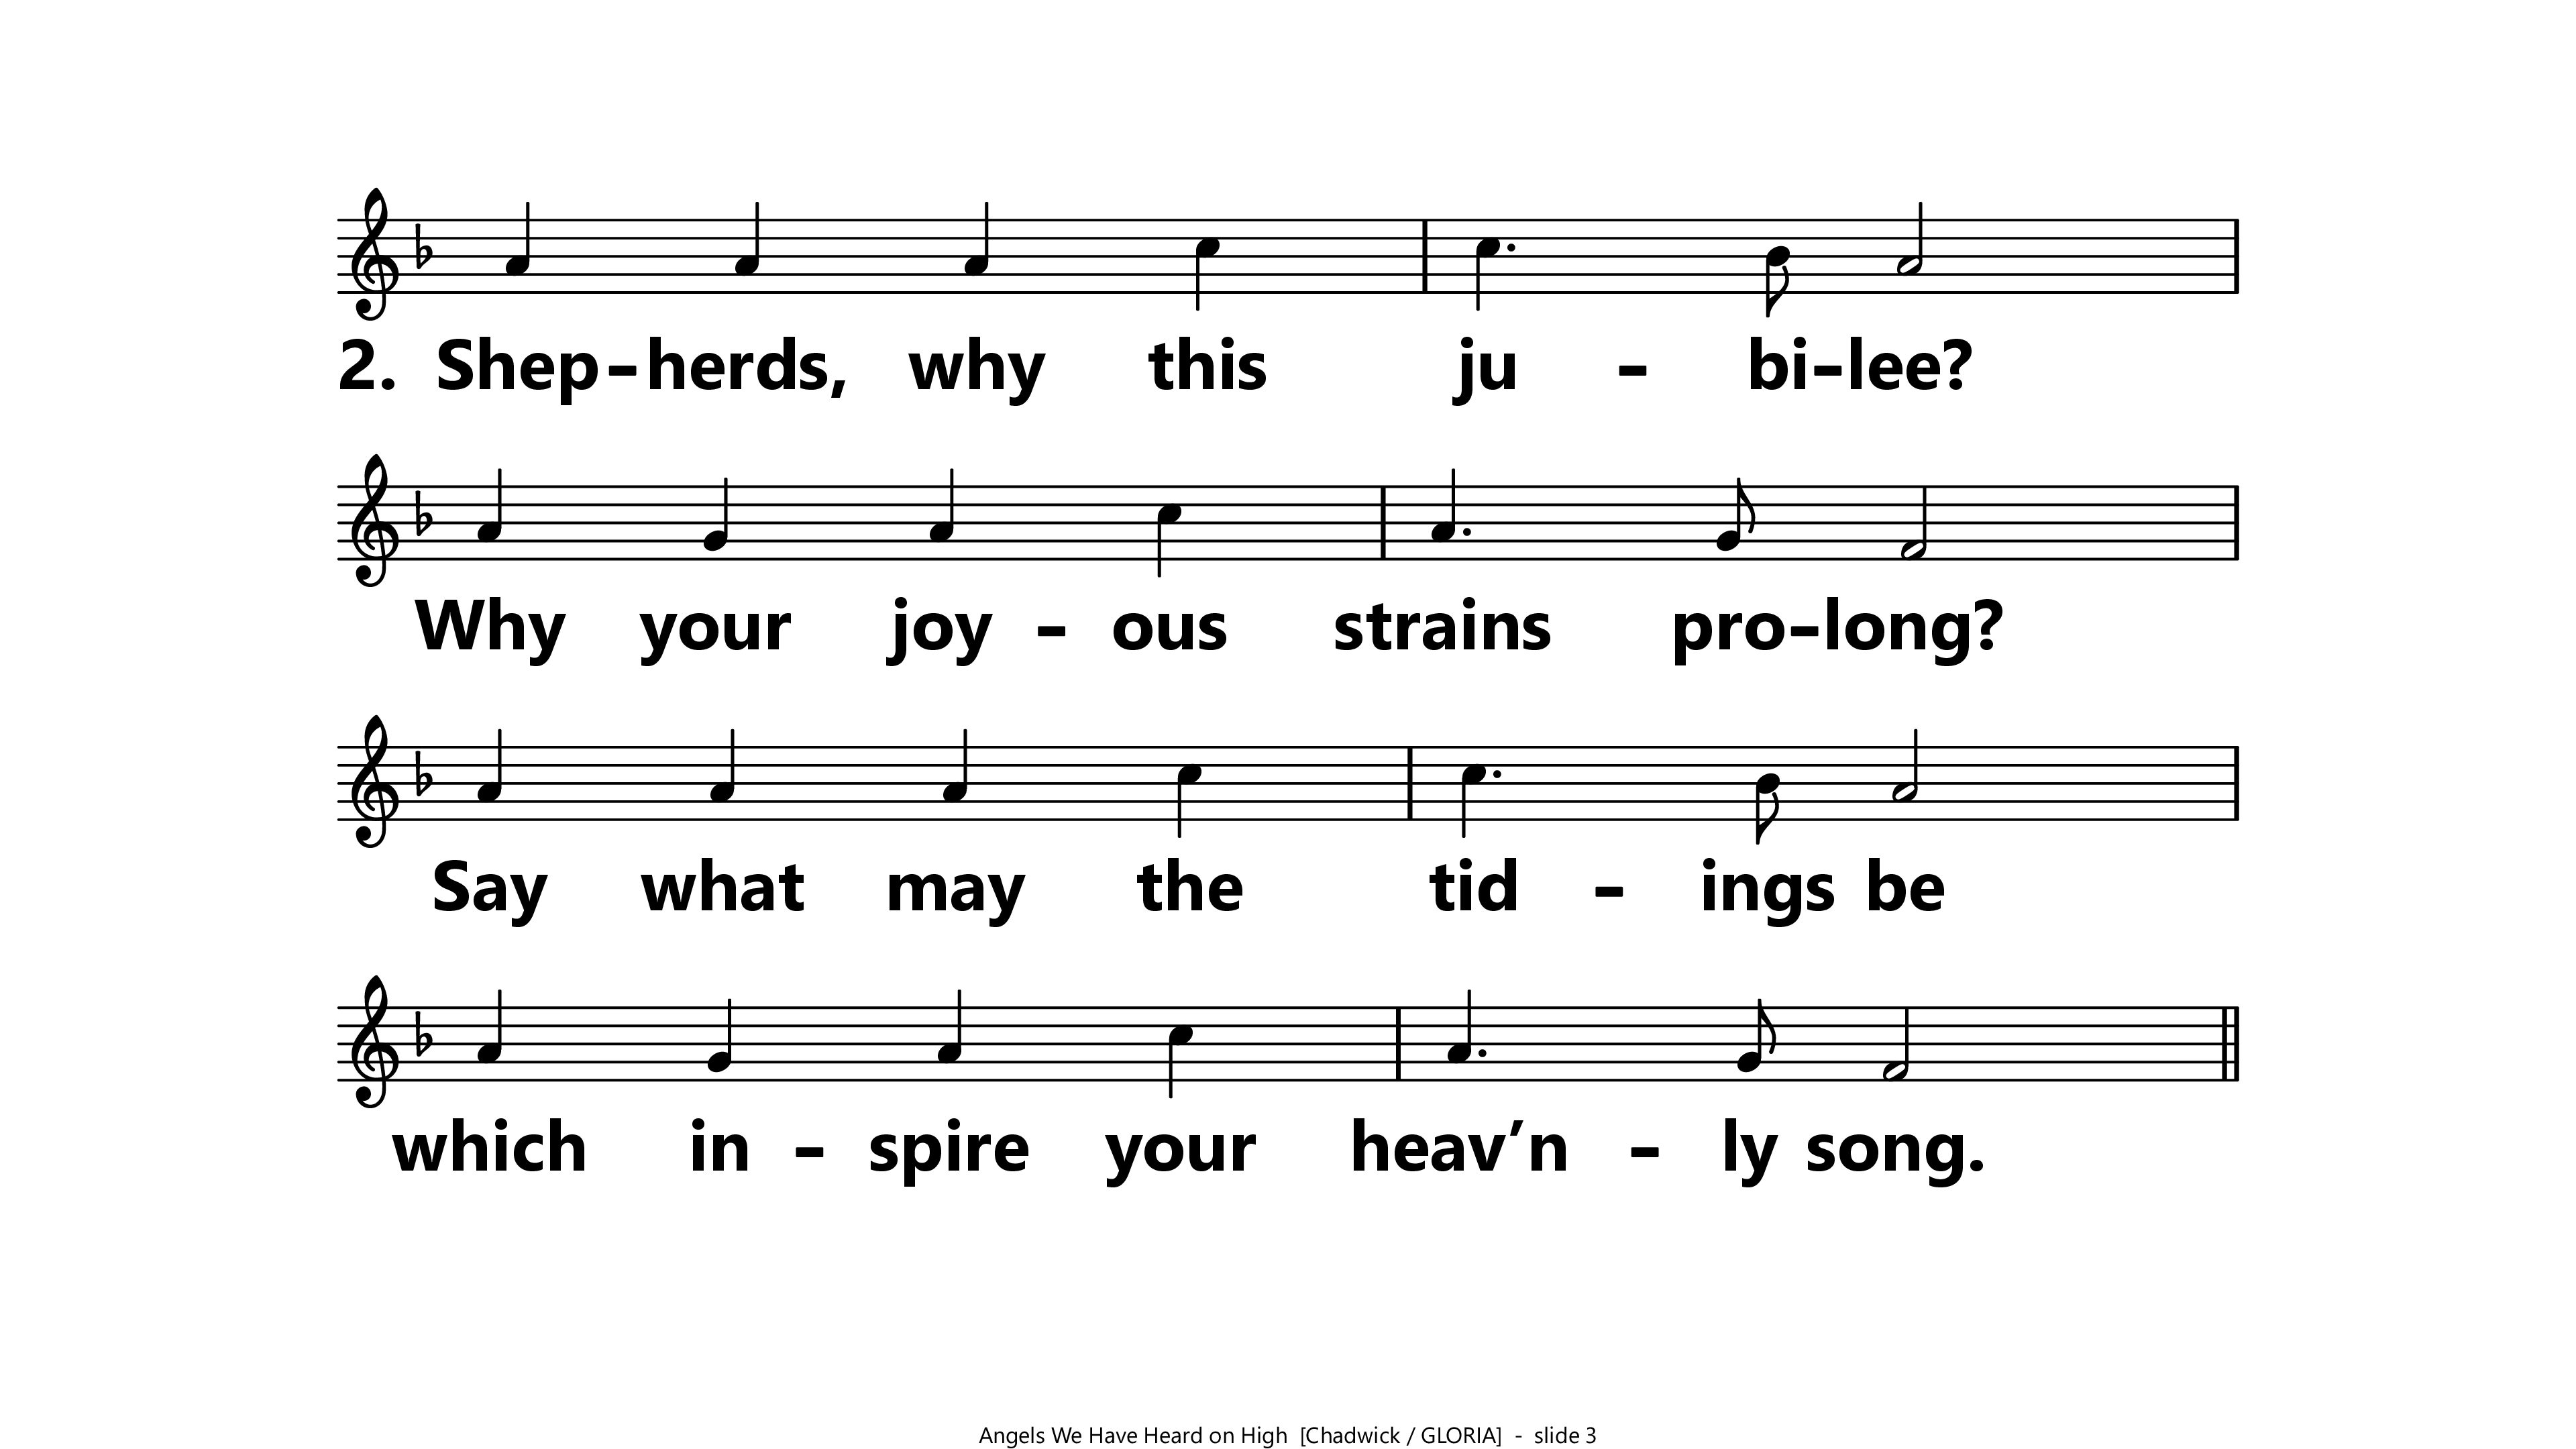 2. Shep-herds, why this ju - bi-lee?
Why your joy - ous strains pro-long?
Say what may the tid - ings be
which in - spire your heav’n - ly song.
Angels We Have Heard on High [Chadwick / GLORIA] - slide 3